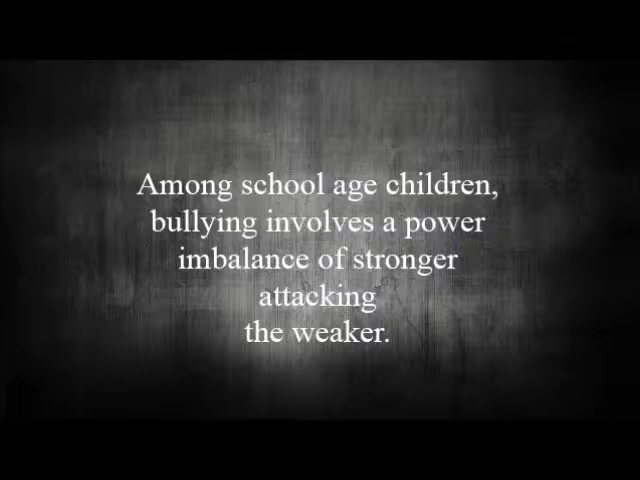 Among school age children,
bullying involves a power
imbalance of stronger
attacking
the weaker.